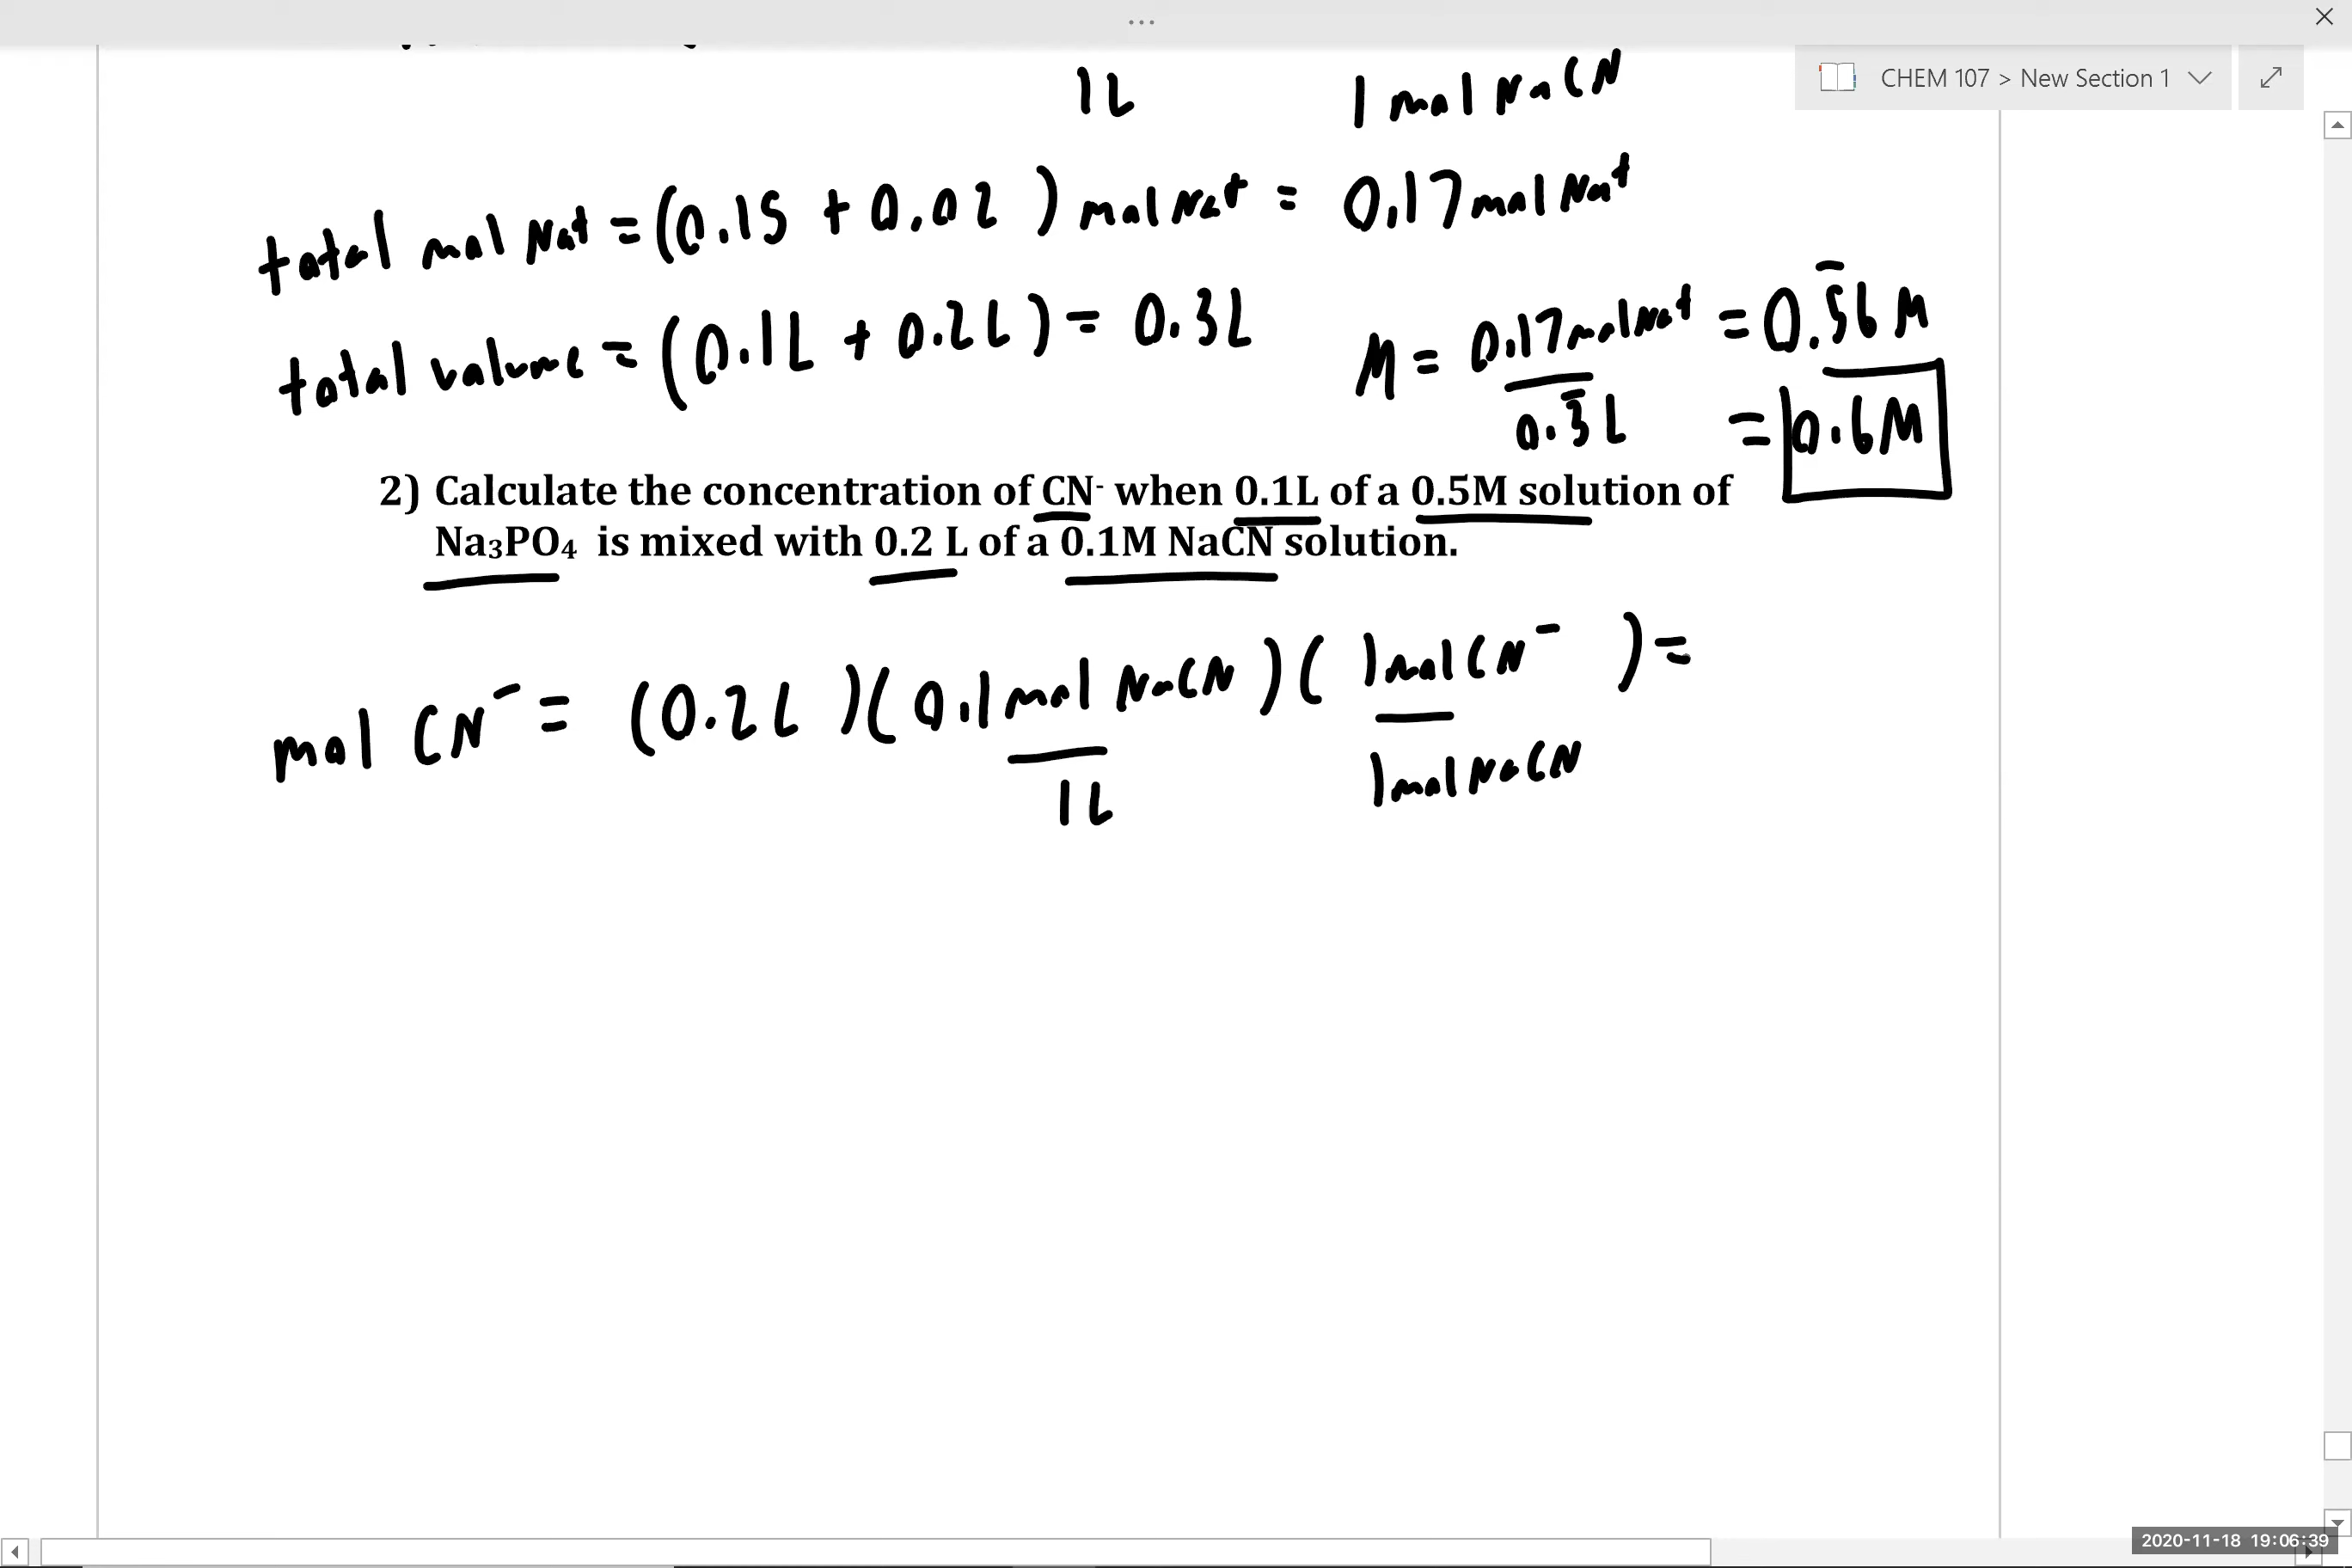 CHEM 107 > New Section 1
1L 1 mol NaCN
total mol Na+ = (0.15 + 0.02) mol Na+ = 0.17 mol Na+
total volume = (0.1L + 0.2L) = 0.3L
M = 0.17 mol Na+ = 0.56 M
0.3 L = 0.6M
2) Calculate the concentration of CN- when 0.1L of a 0.5M solution of
Na₃PO₄ is mixed with 0.2 L of a 0.1M NaCN solution.
mol CN⁻ = (0.2L)(0.1 mol NaCN)(1 mol CN⁻) =
1L 1 mol NaCN
2020-11-18 19:06:39